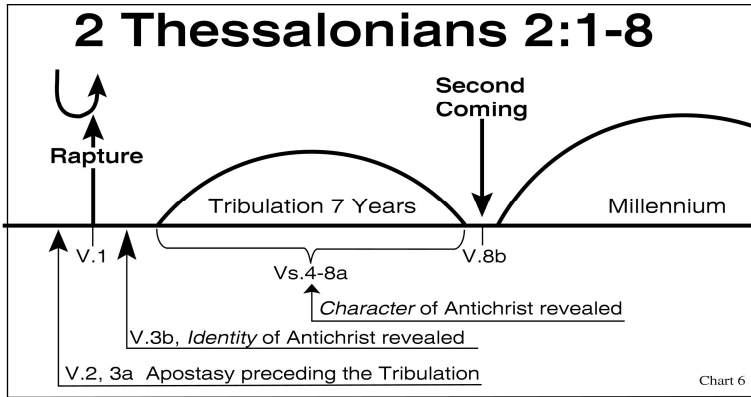 2 Thessalonians 2:1-8
Second
Coming
Rapture
Tribulation 7 Years
Millennium
V.1
V.8b
Vs.4-8a
Character of Antichrist revealed
V.3b, Identity of Antichrist revealed
V.2, 3a Apostasy preceding the Tribulation
Chart 6